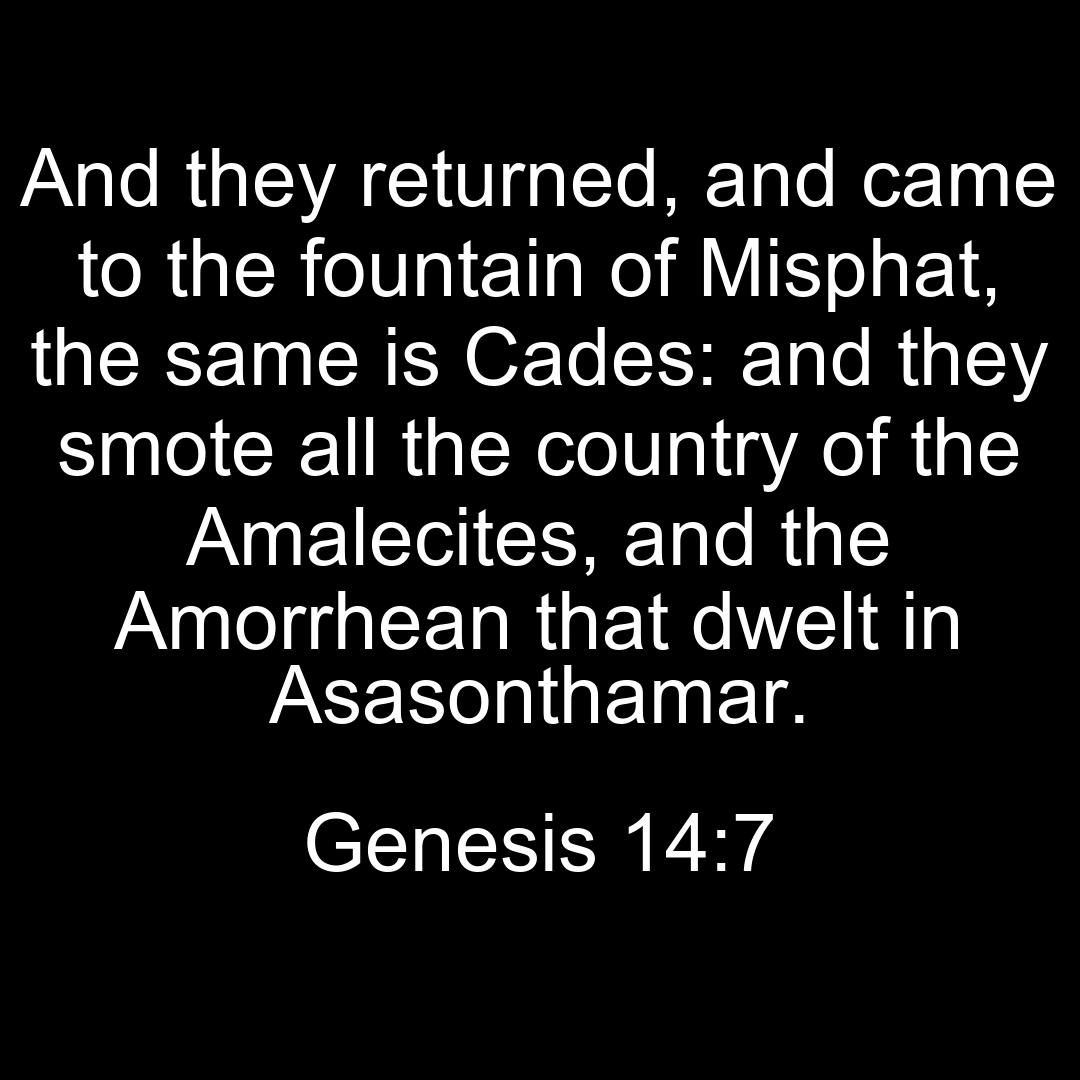 And they returned, and came
to the fountain of Misphat,
the same is Cades: and they
smote all the country of the
Amalecites, and the
Amorrhean that dwelt in
Asasonthamar.
Genesis 14:7